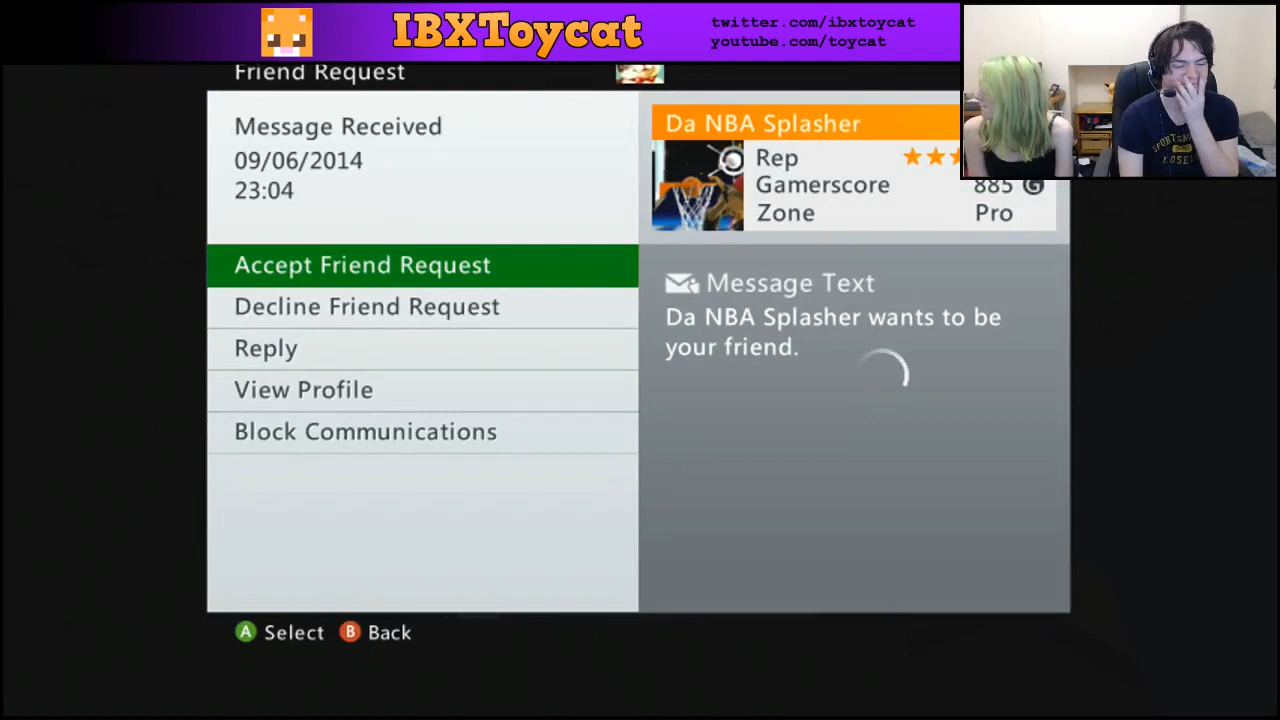 IBXToycat
twitter.com/ibxtoycat
youtube.com/toycat
Friend Request
Message Received
09/06/2014
23:04
Da NBA Splasher
Rep
Gamerscore 885 G
Zone Pro
Accept Friend Request
Decline Friend Request
Reply
View Profile
Block Communications
Message Text
Da NBA Splasher wants to be
your friend.
A Select B Back
SPORTS
LOSER